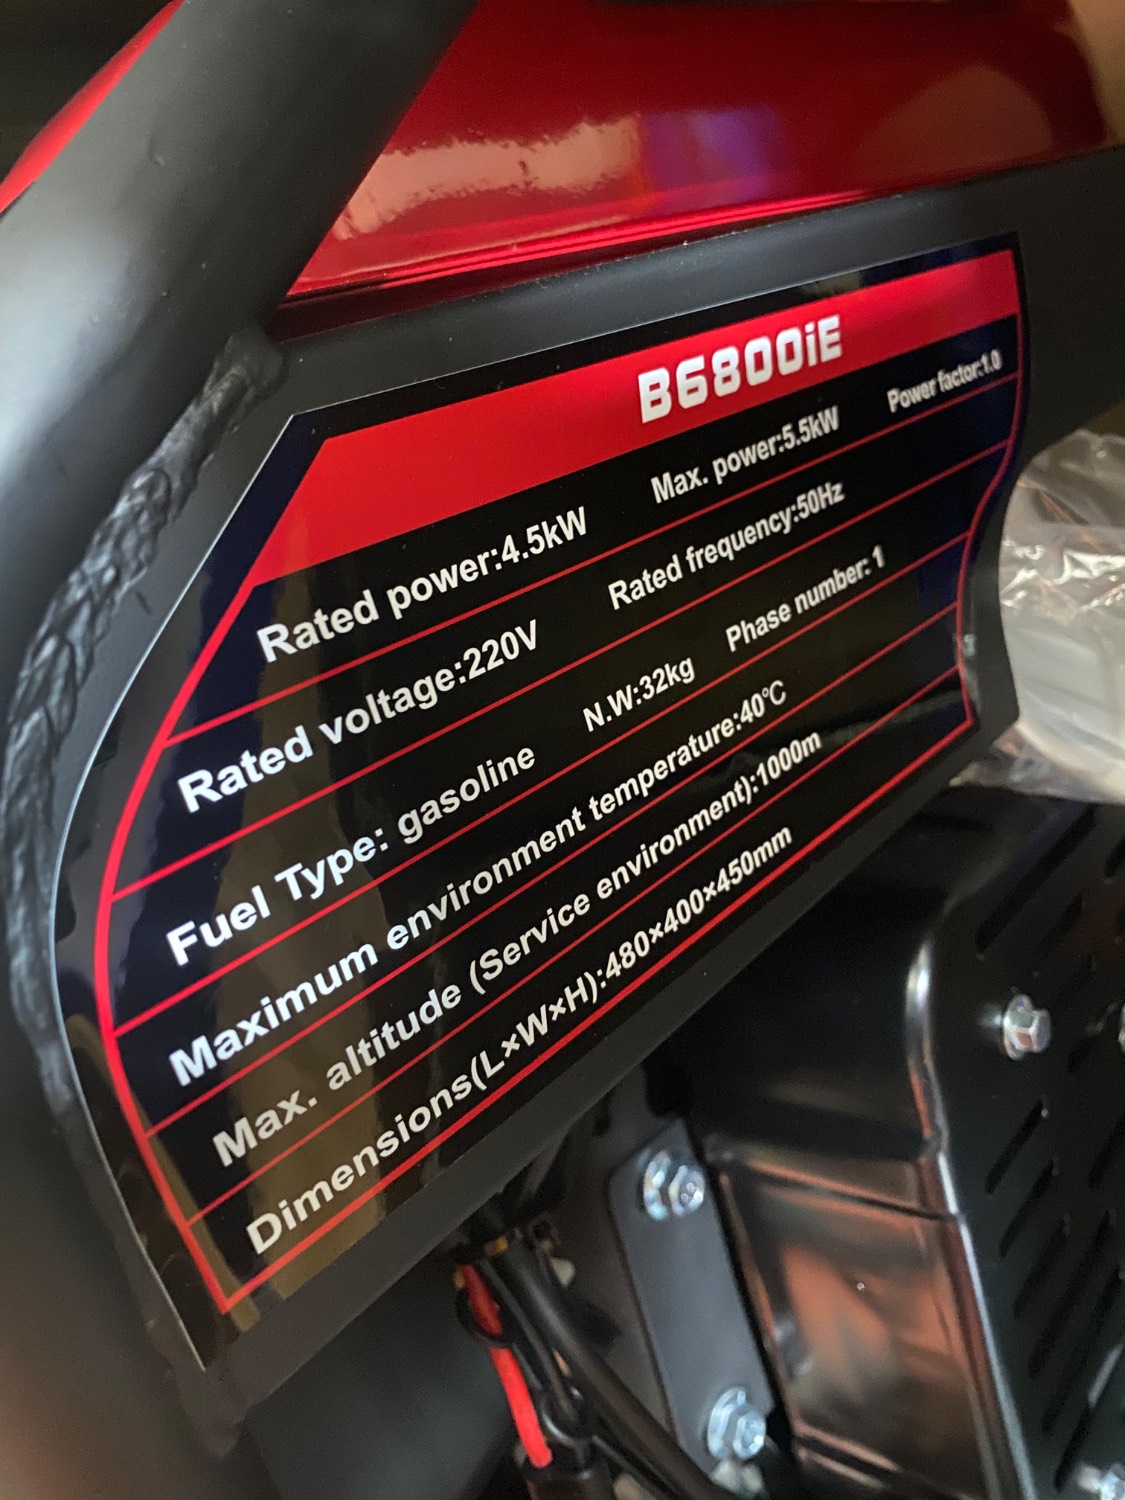 B6800iE
Rated power:4.5kW Max. power:5.5kW Power factor:1.0
Rated voltage:220V Rated frequency:50Hz
Fuel Type: gasoline N.W:32kg Phase number: 1
Maximum environment temperature:40℃
Max. altitude (Service environment):1000m
Dimensions(L×W×H):480×400×450mm